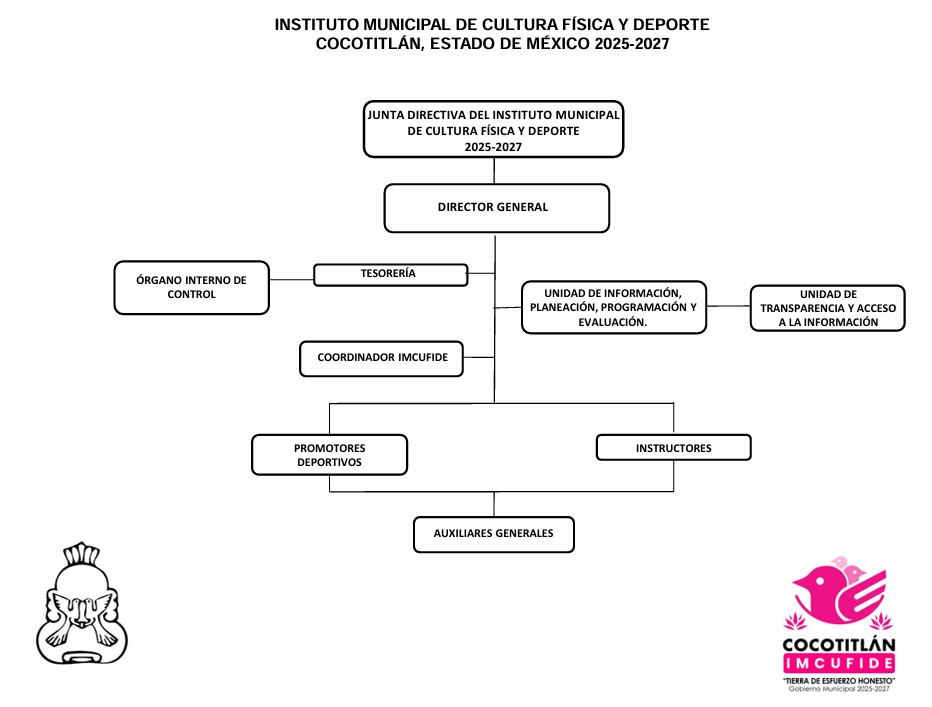 INSTITUTO MUNICIPAL DE CULTURA FÍSICA Y DEPORTE
COCOTITLÁN, ESTADO DE MÉXICO 2025-2027
JUNTA DIRECTIVA DEL INSTITUTO MUNICIPAL
DE CULTURA FÍSICA Y DEPORTE
2025-2027
DIRECTOR GENERAL
ÓRGANO INTERNO DE
CONTROL
TESORERÍA
UNIDAD DE INFORMACIÓN,
PLANEACIÓN, PROGRAMACIÓN Y
EVALUACIÓN.
UNIDAD DE
TRANSPARENCIA Y ACCESO
A LA INFORMACIÓN
COORDINADOR IMCUFIDE
PROMOTORES
DEPORTIVOS
INSTRUCTORES
AUXILIARES GENERALES
COCOTITLÁN
IMCUFIDE
"TIERRA DE ESFUERZO HONESTO"
Gobierno Municipal 2025-2027